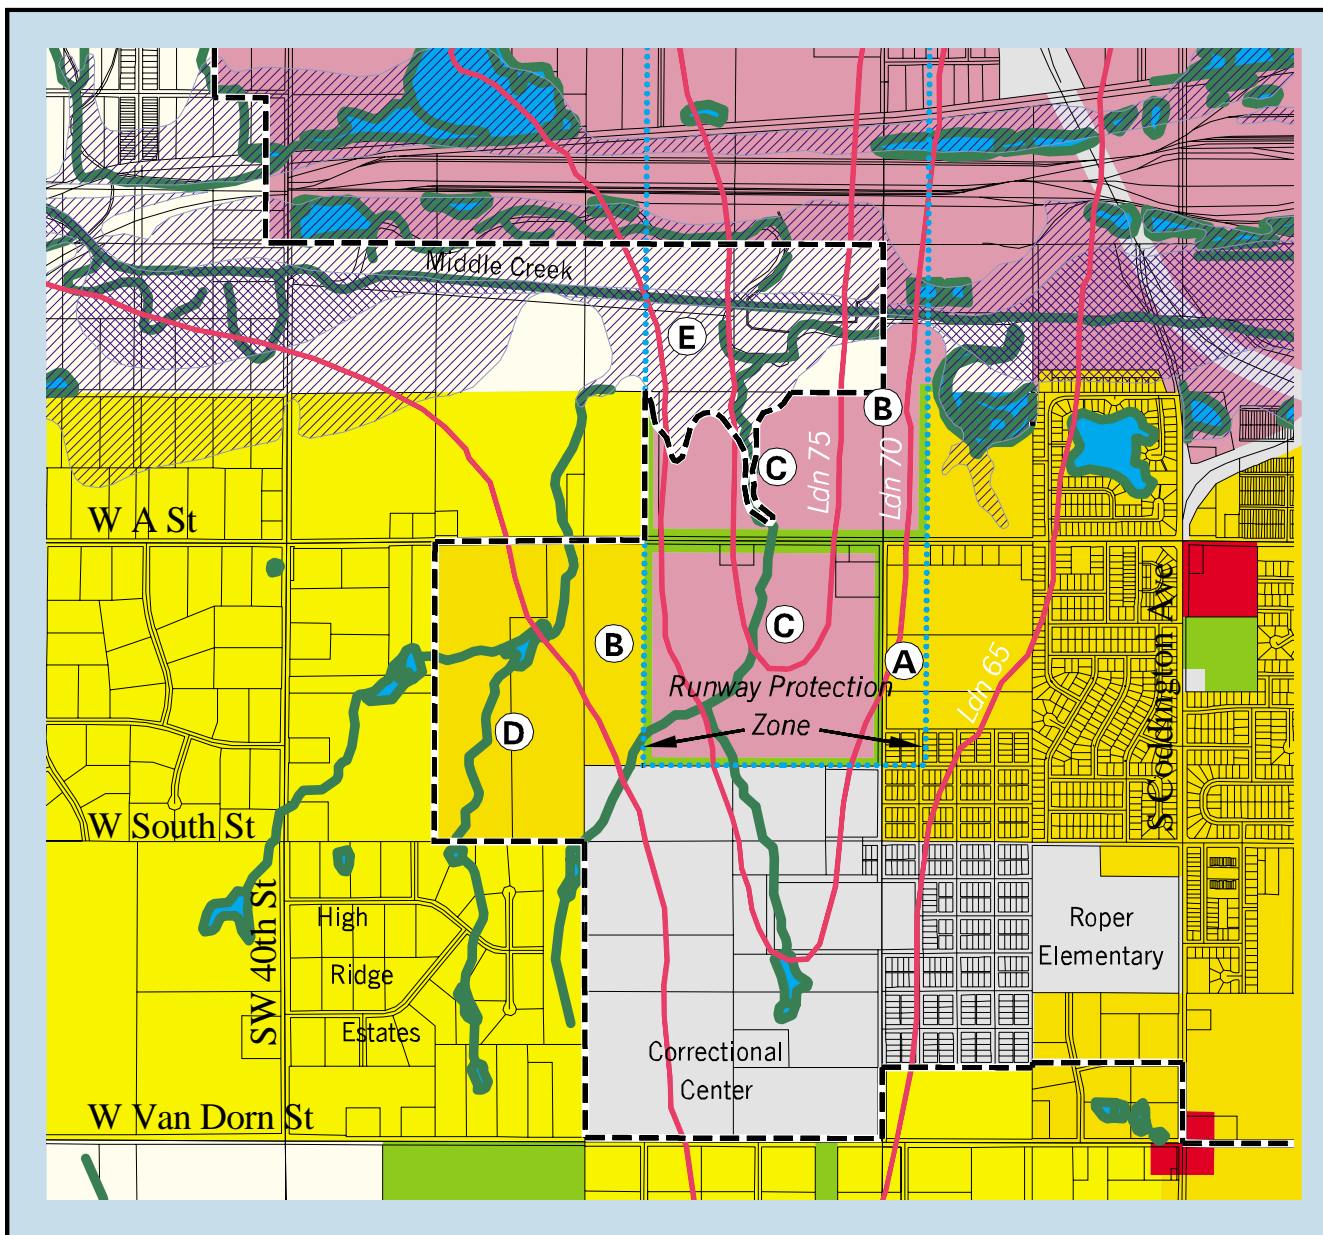 Middle Creek
E
B
C
Ldn 75
Ldn 70
W A St
S Coddington Ave
C
B
A
Runway Protection
Zone
Ldn 65
D
W South St
SW 40th St
High
Ridge
Estates
Roper
Elementary
Correctional
Center
W Van Dorn St